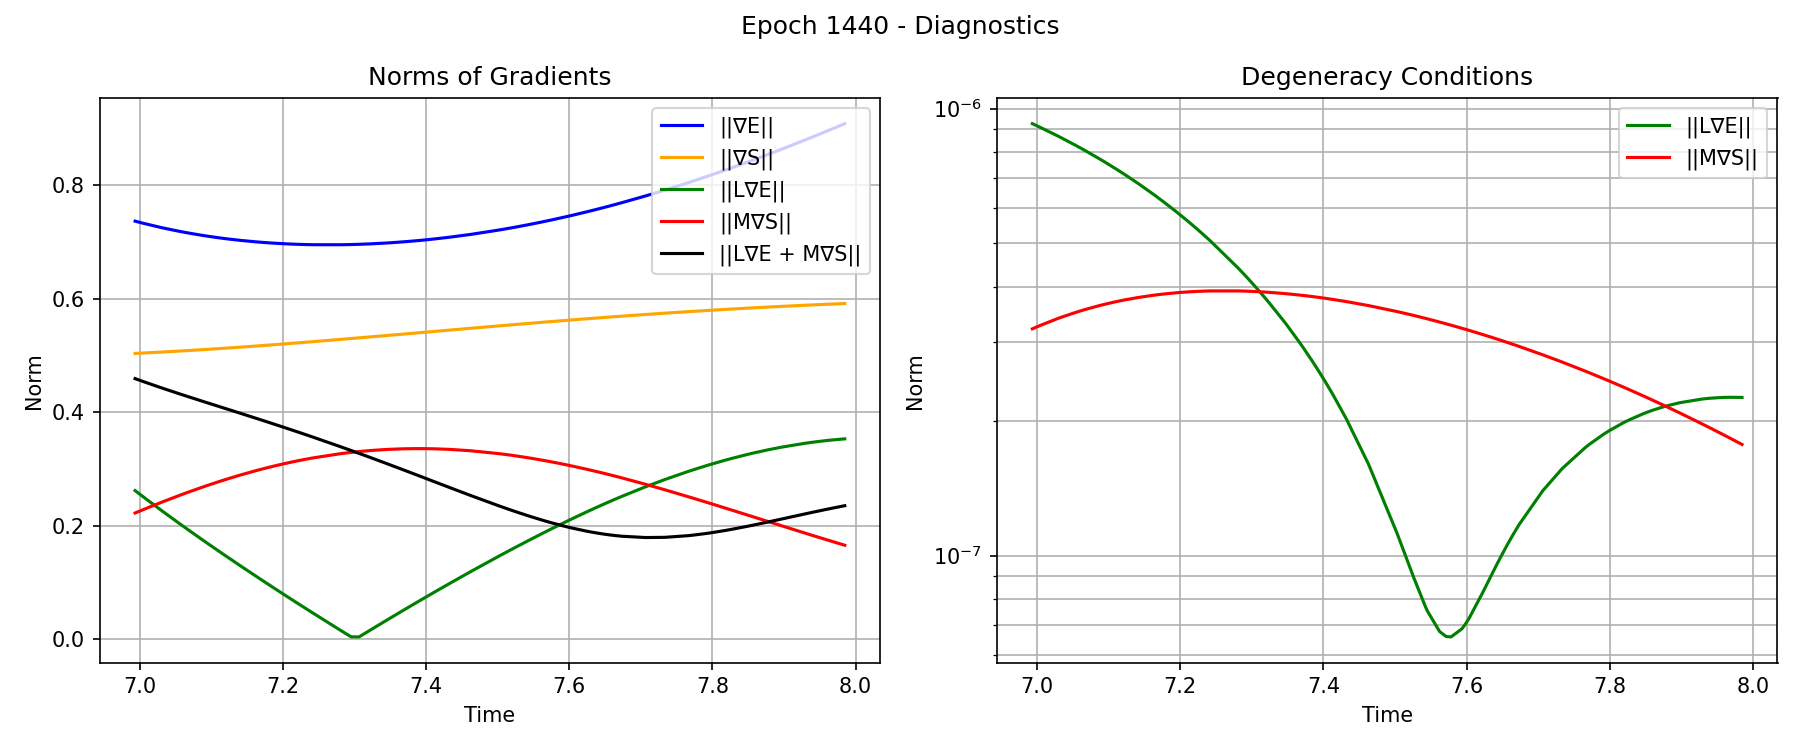 Epoch 1440 - Diagnostics
Norms of Gradients
||∇E||
||∇S||
||L∇E||
||M∇S||
||L∇E + M∇S||
0.8
0.6
0.4
0.2
0.0
Norm
7.0 7.2 7.4 7.6 7.8 8.0
Time
Degeneracy Conditions
||L∇E||
||M∇S||
10⁻⁶
10⁻⁷
Norm
7.0 7.2 7.4 7.6 7.8 8.0
Time